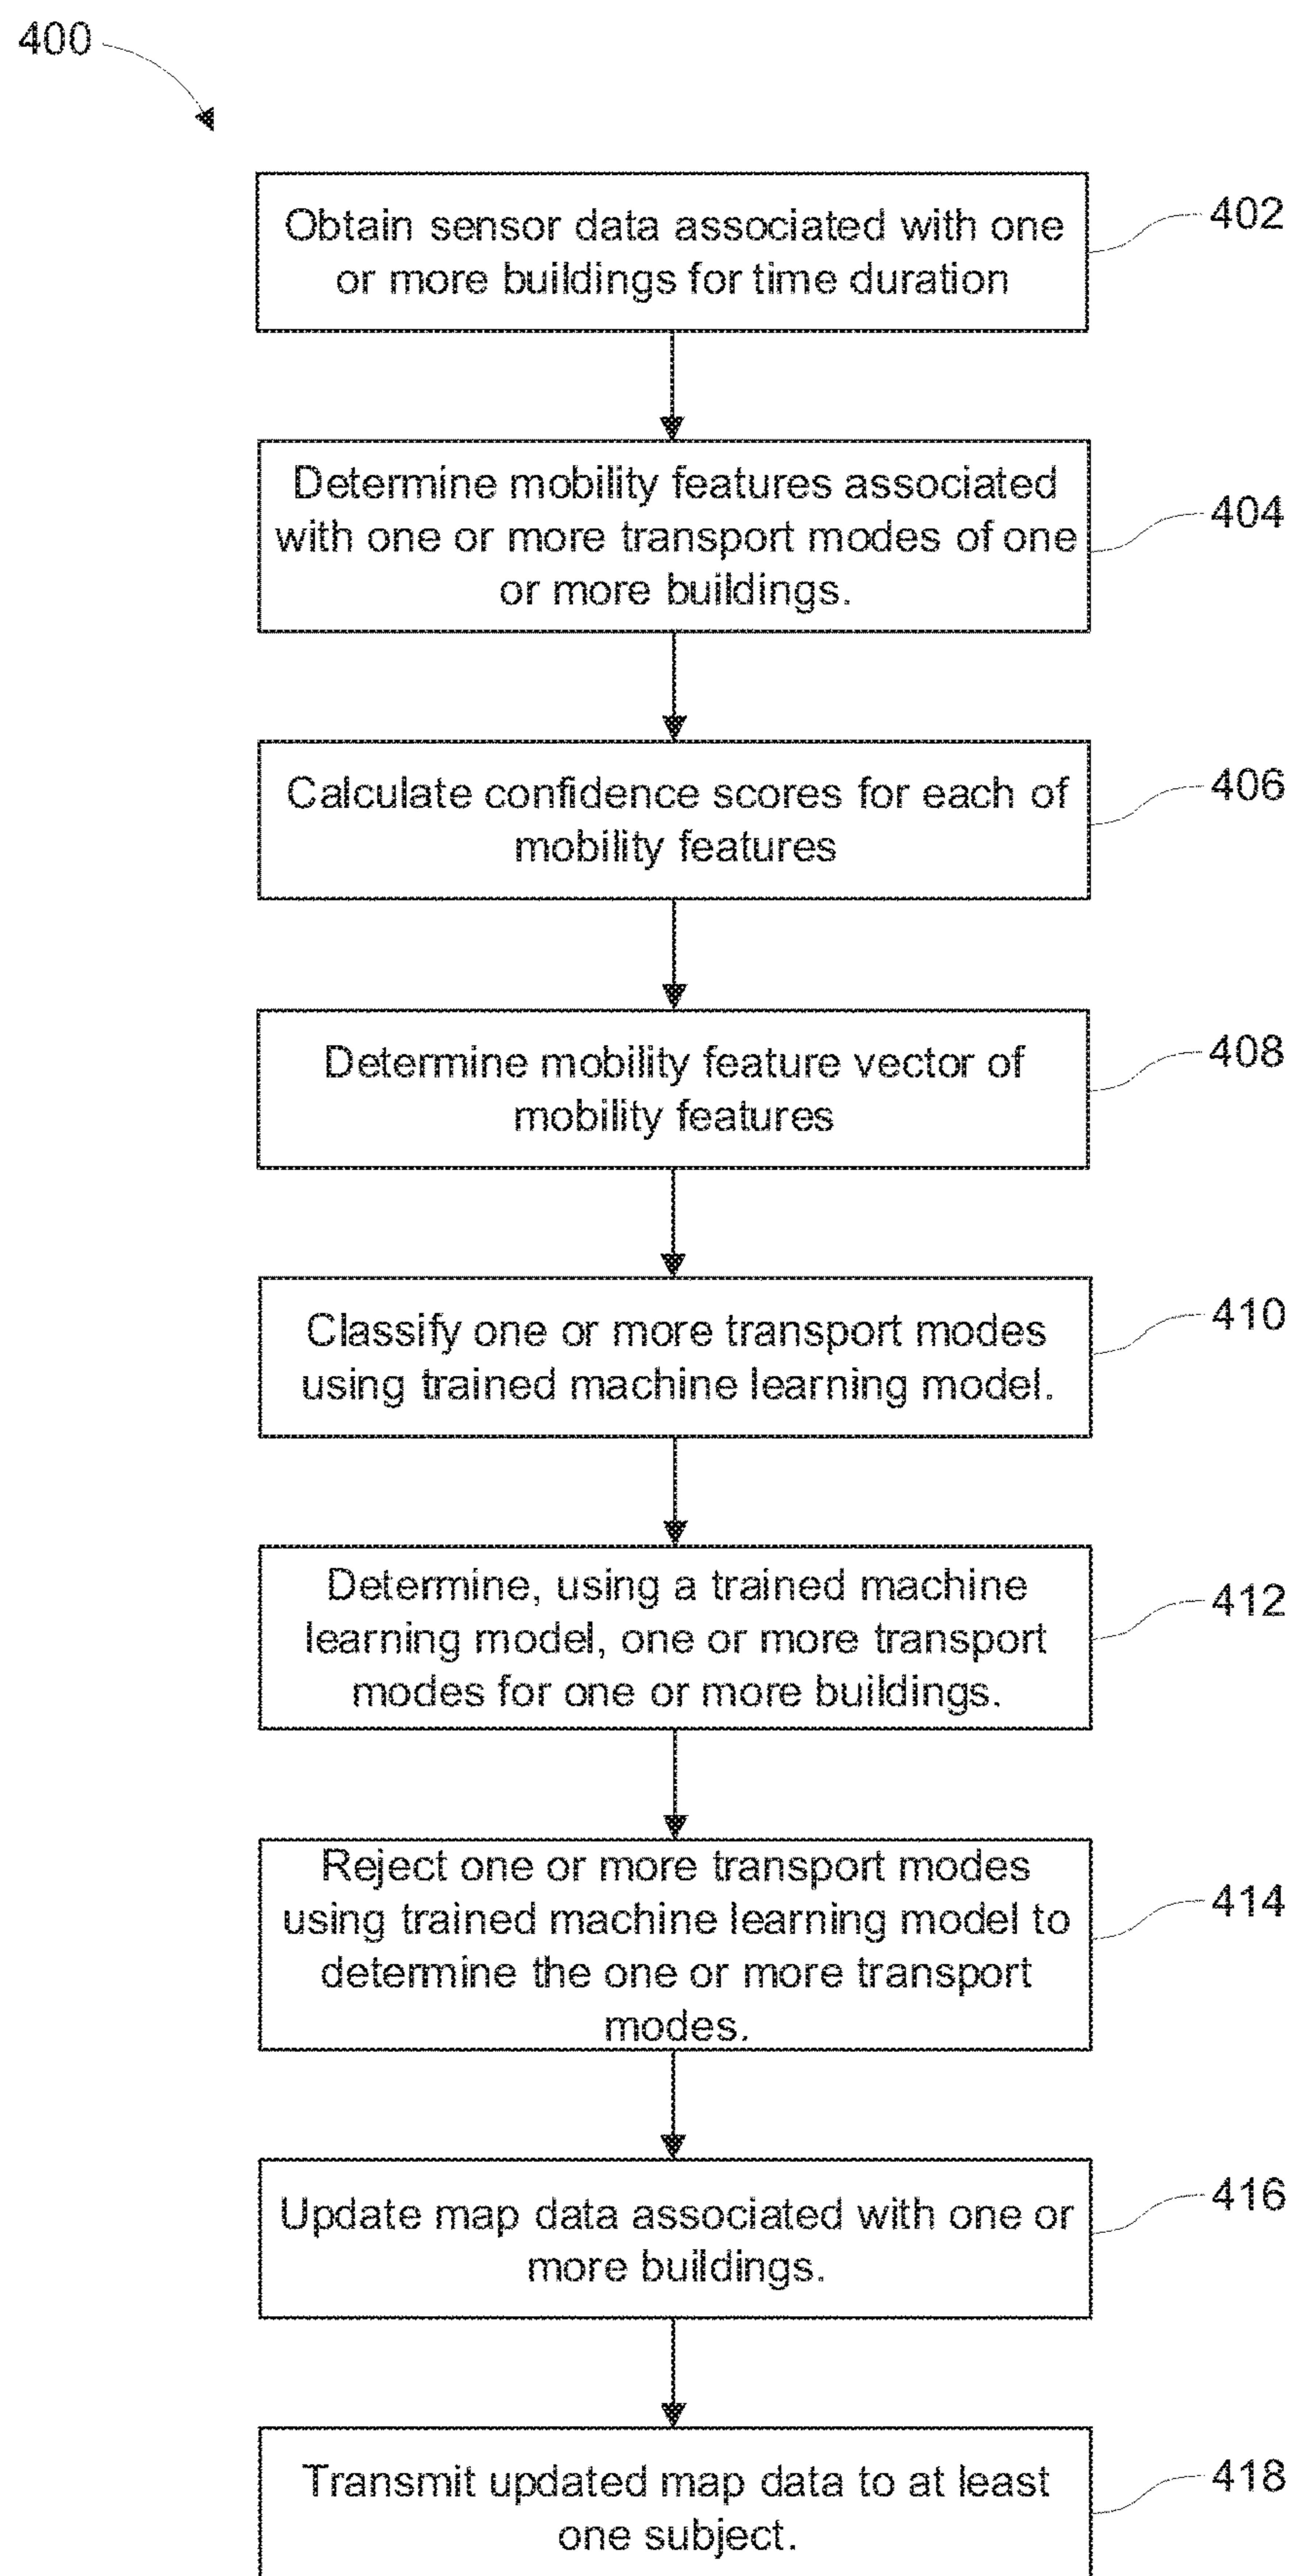 400
Obtain sensor data associated with one
or more buildings for time duration
402
Determine mobility features associated
with one or more transport modes of one
or more buildings.
404
Calculate confidence scores for each of
mobility features
406
Determine mobility feature vector of
mobility features
408
Classify one or more transport modes
using trained machine learning model.
410
Determine, using a trained machine
learning model, one or more transport
modes for one or more buildings.
412
Reject one or more transport modes
using trained machine learning model to
determine the one or more transport
modes.
414
Update map data associated with one or
more buildings.
416
Transmit updated map data to at least
one subject.
418